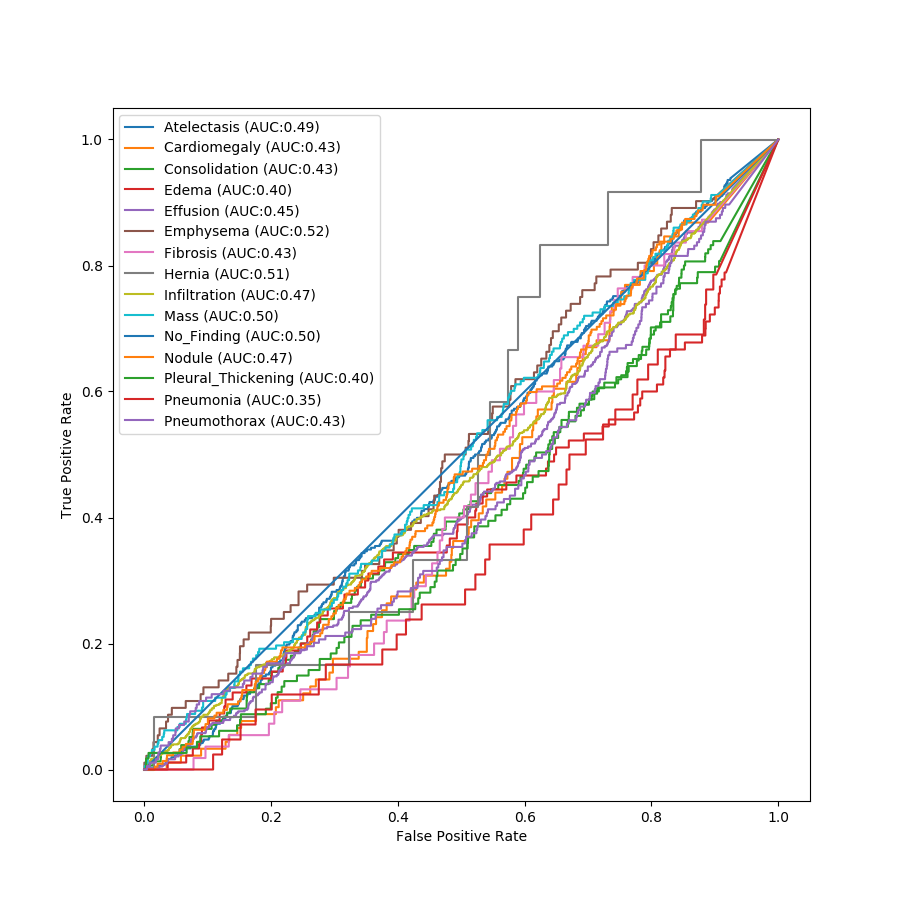 1.0
0.8
0.6
0.4
0.2
0.0
True Positive Rate
Atelectasis (AUC:0.49)
Cardiomegaly (AUC:0.43)
Consolidation (AUC:0.43)
Edema (AUC:0.40)
Effusion (AUC:0.45)
Emphysema (AUC:0.52)
Fibrosis (AUC:0.43)
Hernia (AUC:0.51)
Infiltration (AUC:0.47)
Mass (AUC:0.50)
No_Finding (AUC:0.50)
Nodule (AUC:0.47)
Pleural_Thickening (AUC:0.40)
Pneumonia (AUC:0.35)
Pneumothorax (AUC:0.43)
0.0 0.2 0.4 0.6 0.8 1.0
False Positive Rate